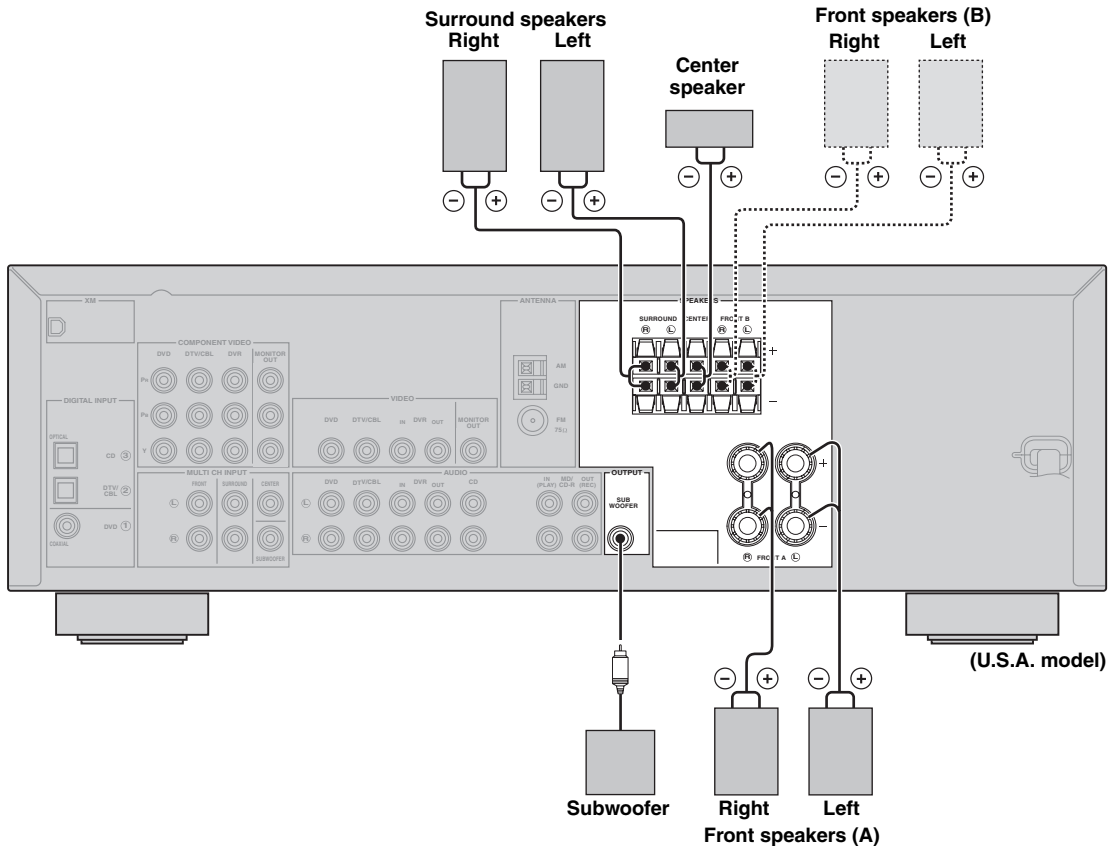 Surround speakers
Right Left
Center
speaker
Front speakers (B)
Right Left
− +
− +
− +
− +
− +
XM
ANTENNA
SPEAKERS
SURROUND CENTER FRONT B
R L R L
+
−
COMPONENT VIDEO
DVD DTV/CBL DVR MONITOR
OUT
PR
PB
Y
AM
GND
FM
75Ω
VIDEO
DVD DTV/CBL IN DVR OUT MONITOR
OUT
DIGITAL INPUT
OPTICAL
CD 3
DTV/
CBL 2
DVD 1
COAXIAL
MULTI CH INPUT
FRONT SURROUND CENTER
L
R
SUBWOOFER
AUDIO
DVD DTV/CBL IN DVR OUT CD
IN MD/ OUT
(PLAY) CD-R (REC)
L
R
OUTPUT
SUB
WOOFER
+
−
R FRONT A L
(U.S.A. model)
− +
− +
Subwoofer
Right Left
Front speakers (A)